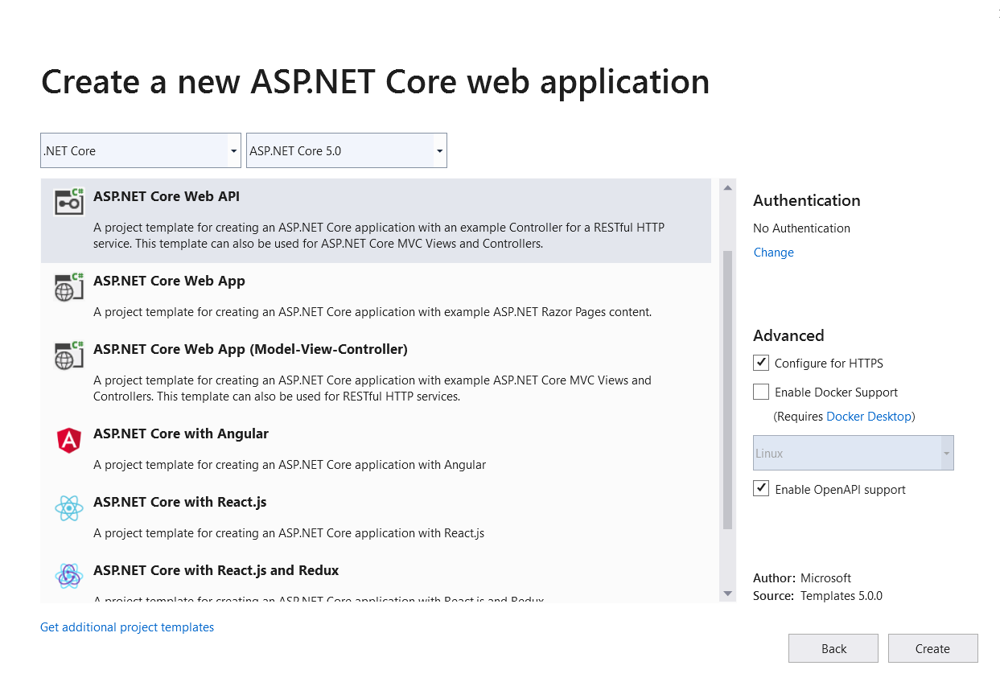 Create a new ASP.NET Core web application
.NET Core
ASP.NET Core 5.0
C#
ASP.NET Core Web API
A project template for creating an ASP.NET Core application with an example Controller for a RESTful HTTP
service. This template can also be used for ASP.NET Core MVC Views and Controllers.
C#
ASP.NET Core Web App
A project template for creating an ASP.NET Core application with example ASP.NET Razor Pages content.
C#
ASP.NET Core Web App (Model-View-Controller)
A project template for creating an ASP.NET Core application with example ASP.NET Core MVC Views and
Controllers. This template can also be used for RESTful HTTP services.
A
ASP.NET Core with Angular
A project template for creating an ASP.NET Core application with Angular
ASP.NET Core with React.js
A project template for creating an ASP.NET Core application with React.js
ASP.NET Core with React.js and Redux
A project template for creating an ASP.NET Core application with React.js and Redux
Get additional project templates
Authentication
No Authentication
Change
Advanced
Configure for HTTPS
Enable Docker Support
(Requires Docker Desktop)
Linux
Enable OpenAPI support
Author: Microsoft
Source: Templates 5.0.0
Back
Create